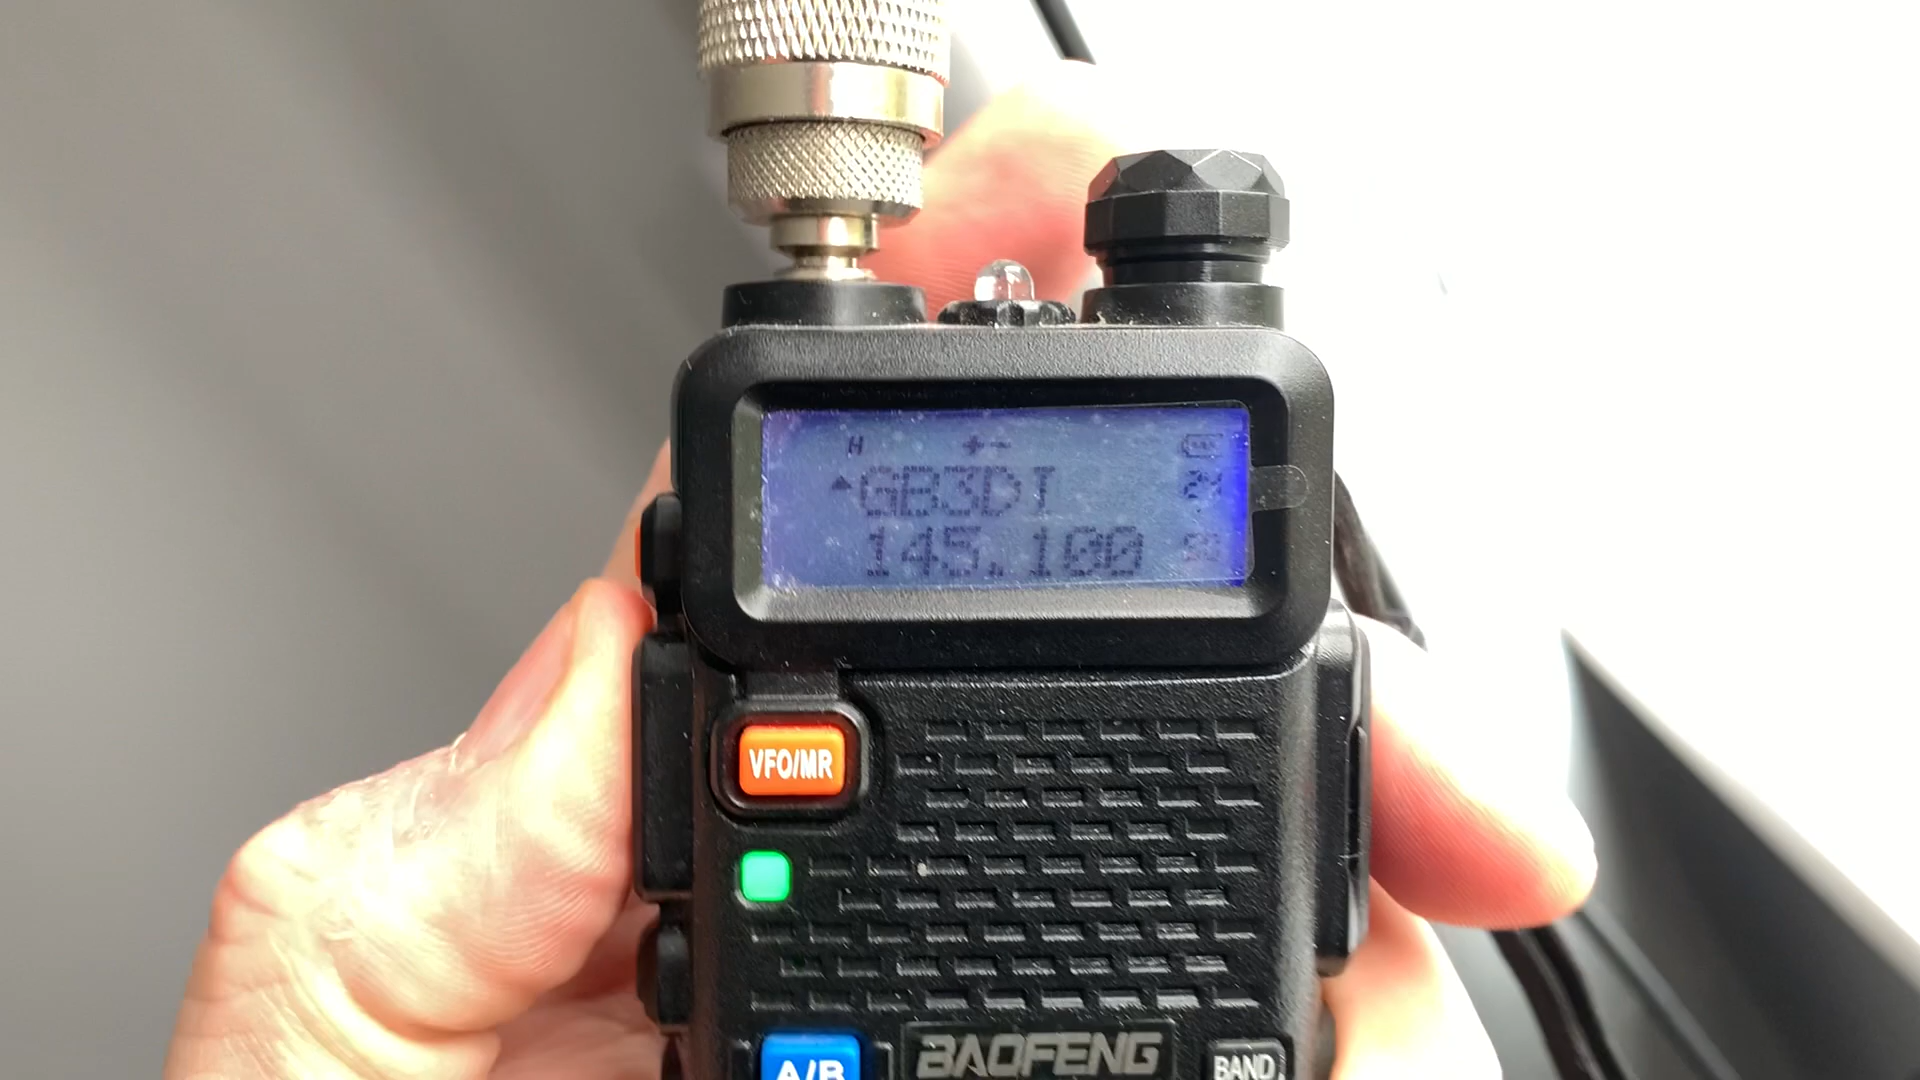 H +-
GB3DI
145.100
VFO/MR
A/B
BAOFENG
BAND